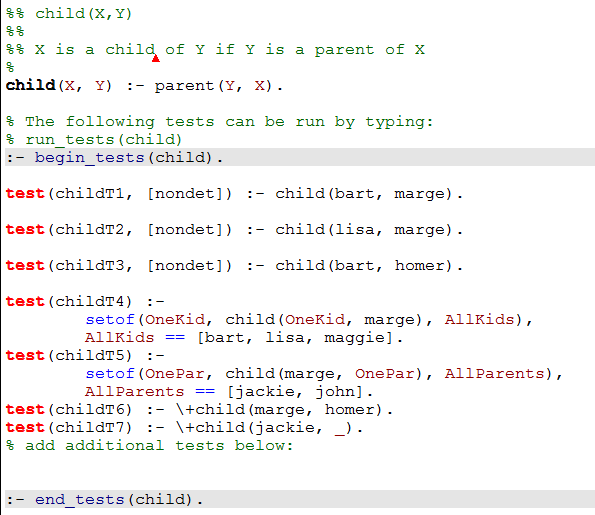 %% child(X,Y)
%%
%% X is a child of Y if Y is a parent of X
%
child(X, Y) :- parent(Y, X).
% The following tests can be run by typing:
% run_tests(child)
:- begin_tests(child).
test(childT1, [nondet]) :- child(bart, marge).
test(childT2, [nondet]) :- child(lisa, marge).
test(childT3, [nondet]) :- child(bart, homer).
test(childT4) :-
setof(OneKid, child(OneKid, marge), AllKids),
AllKids == [bart, lisa, maggie].
test(childT5) :-
setof(OnePar, child(marge, OnePar), AllParents),
AllParents == [jackie, john].
test(childT6) :- \+child(marge, homer).
test(childT7) :- \+child(jackie, _).
% add additional tests below:
:- end_tests(child).